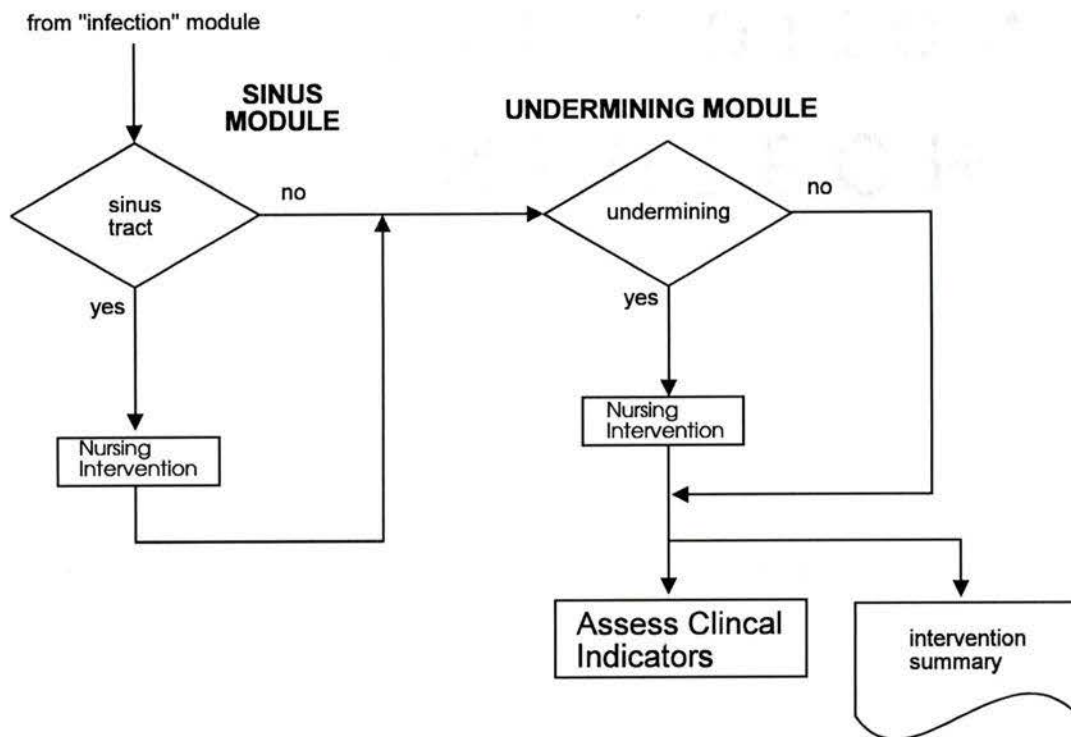 from "infection" module
SINUS
MODULE
UNDERMINING MODULE
sinus
tract
no
yes
Nursing
Intervention
undermining
no
yes
Nursing
Intervention
Assess Clincal
Indicators
intervention
summary